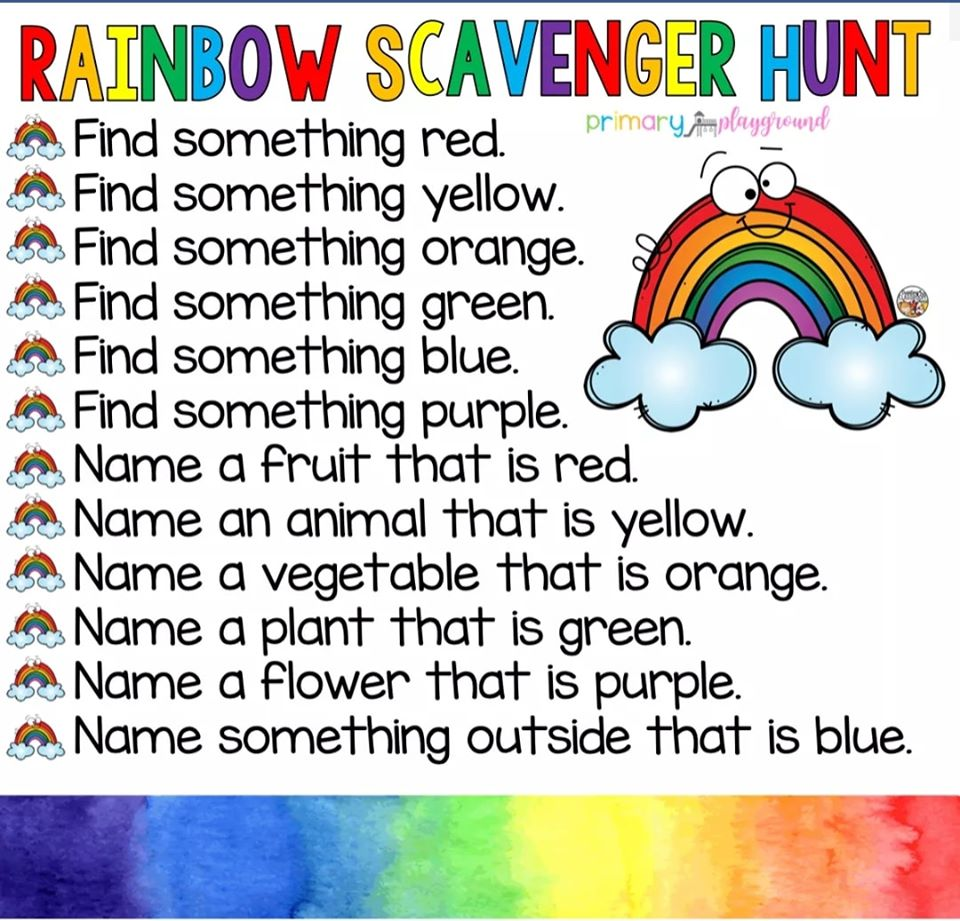 RAINBOW SCAVENGER HUNT
primary playground
Find something red.
Find something yellow.
Find something orange.
Find something green.
Find something blue.
Find something purple.
Name a fruit that is red.
Name an animal that is yellow.
Name a vegetable that is orange.
Name a plant that is green.
Name a flower that is purple.
Name something outside that is blue.